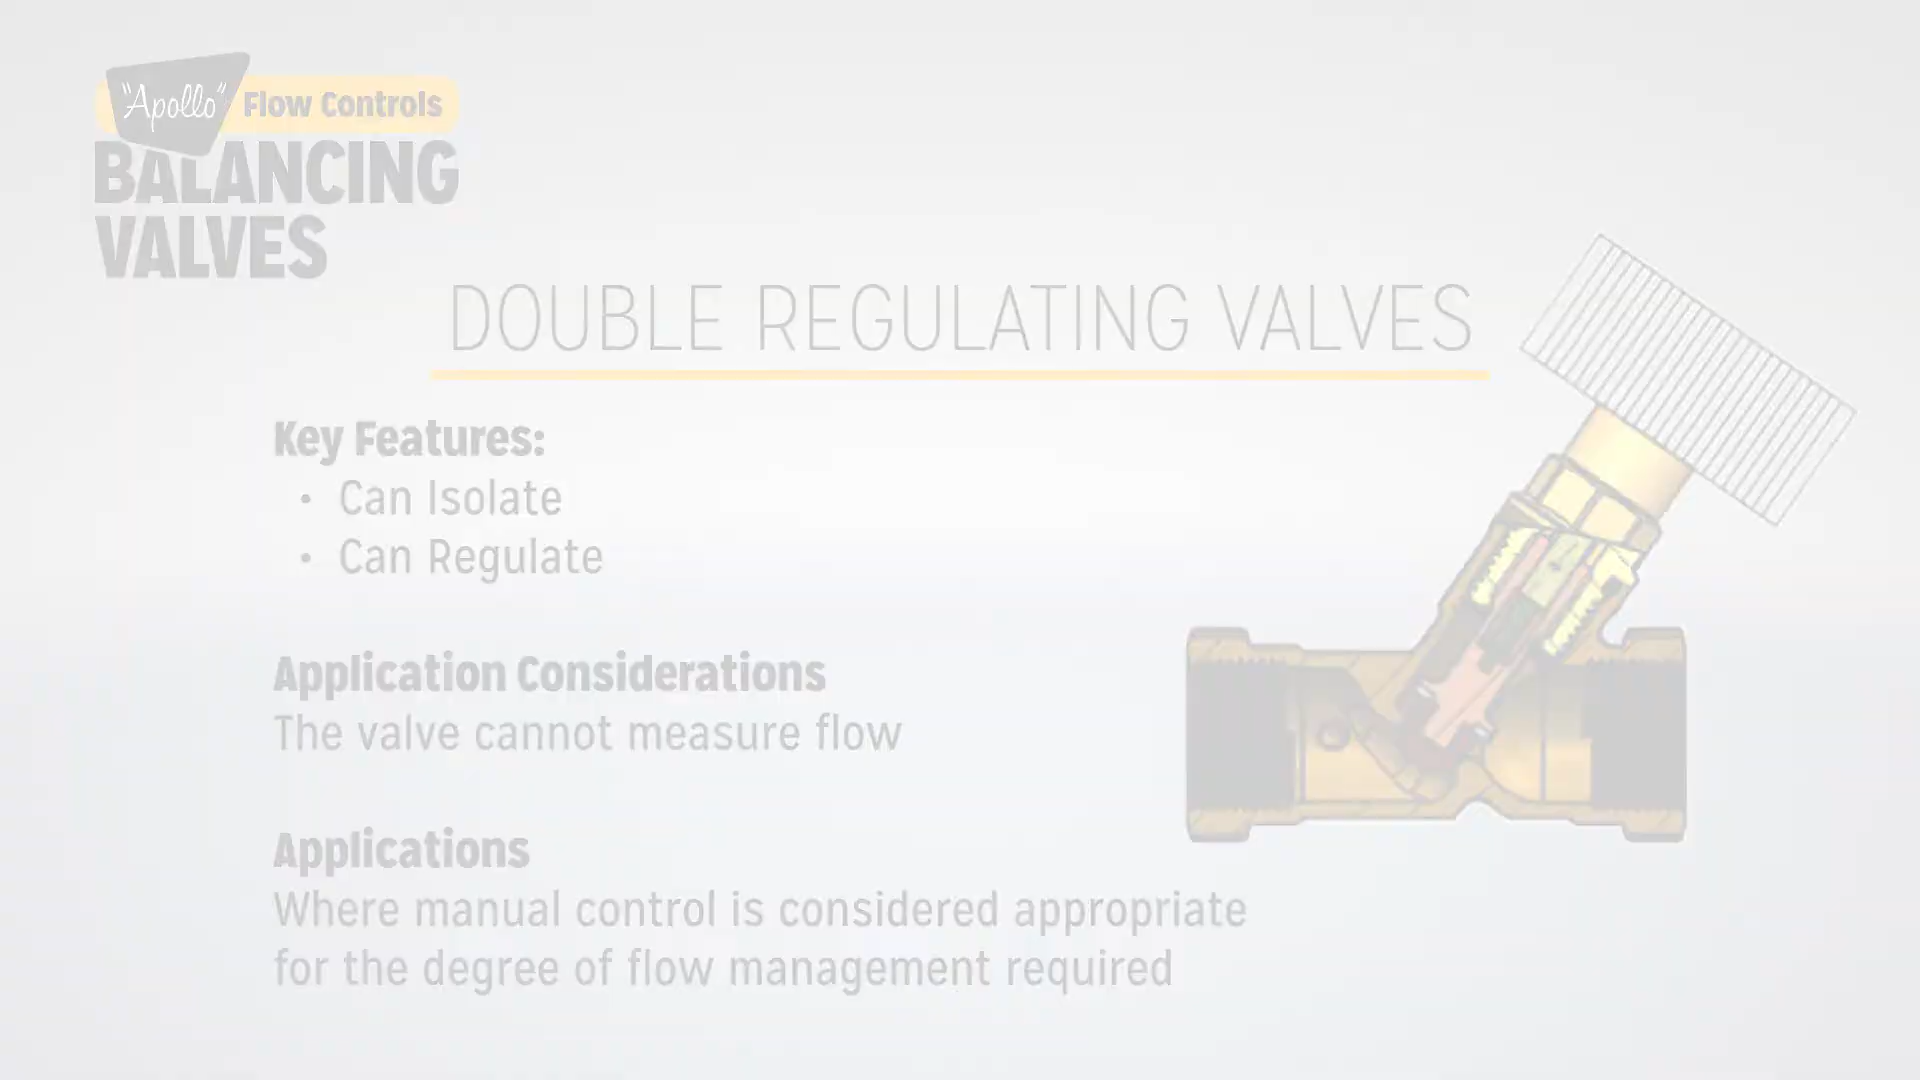 "Apollo" Flow Controls
BALANCING
VALVES
DOUBLE REGULATING VALVES
Key Features:
• Can Isolate
• Can Regulate
Application Considerations
The valve cannot measure flow
Applications
Where manual control is considered appropriate
for the degree of flow management required